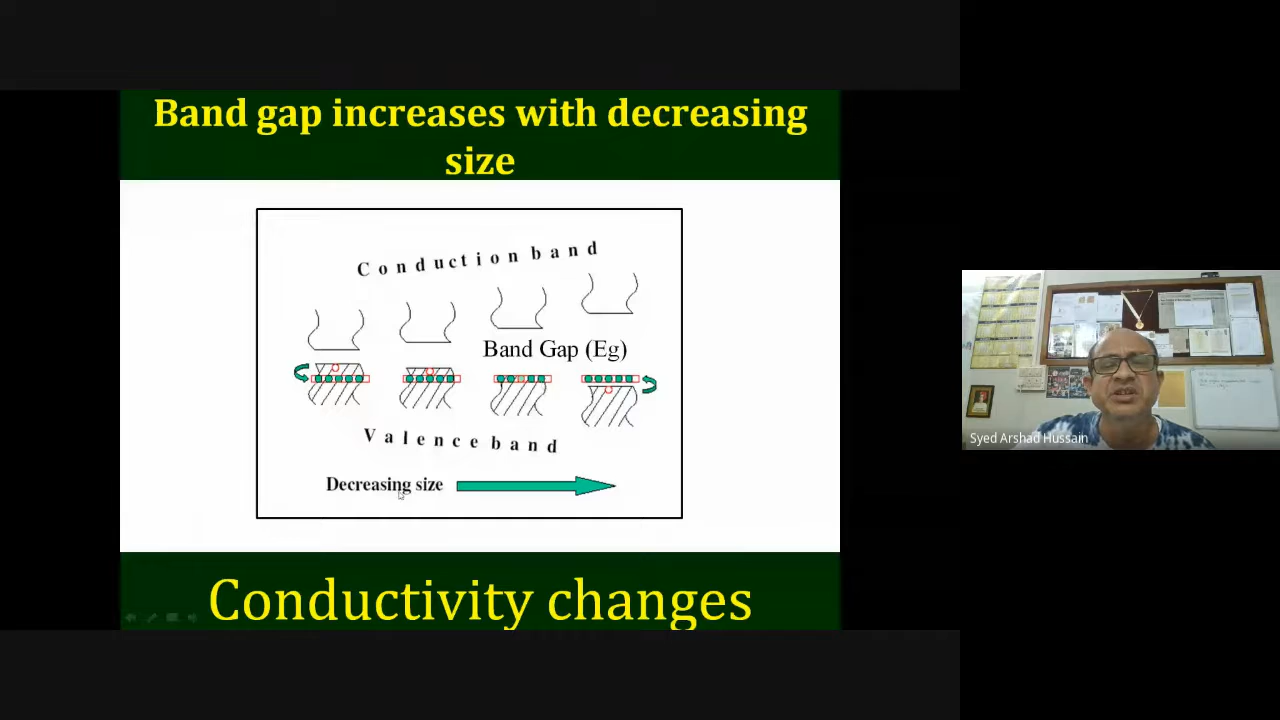 Band gap increases with decreasing
size
Conduction band
Band Gap (Eg)
Valence band
Decreasing size
Conductivity changes
Syed Arshad Hussain